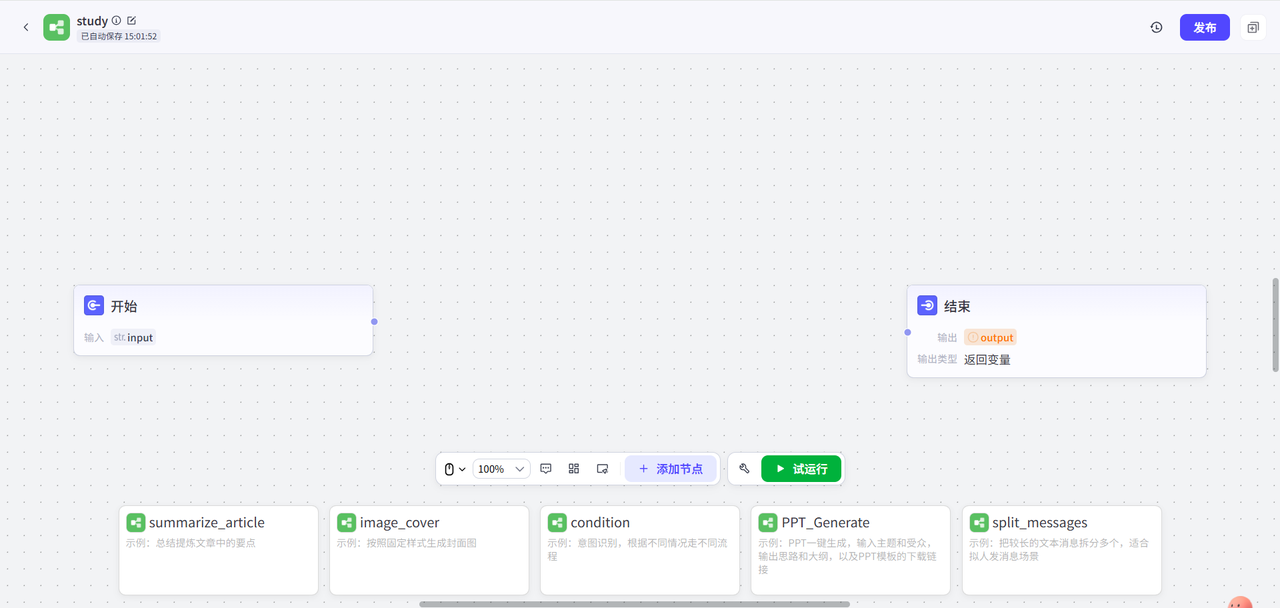 study
已自动保存 15:01:52
发布
开始
输入 str. input
结束
输出 output
输出类型 返回变量
100%
添加节点
试运行
summarize_article
示例：总结提炼文章中的要点
image_cover
示例：按照固定样式生成封面图
condition
示例：意图识别，根据不同情况走不同流
程
PPT_Generate
示例：PPT一键生成，输入主题和受众，
输出思路和大纲，以及PPT模板的下载链
接
split_messages
示例：把较长的文本消息拆分多个，适合
拟人发消息场景